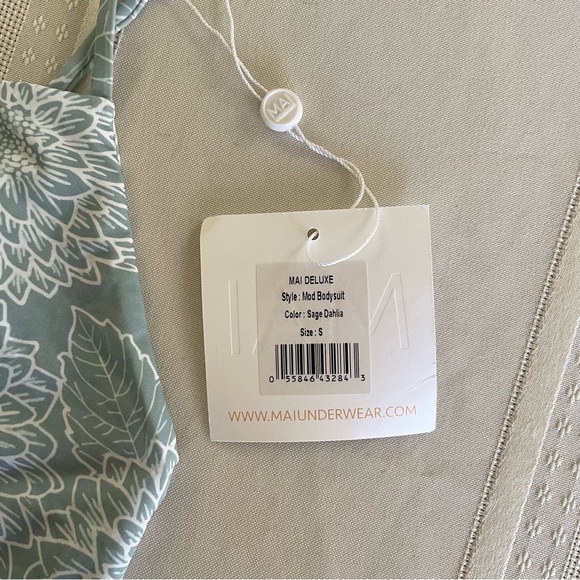 MAI
MAI DELUXE
Style : Mod Bodysuit
Color : Sage Dahlia
Size : S
0 55846 43284 3
WWW.MAIUNDERWEAR.COM